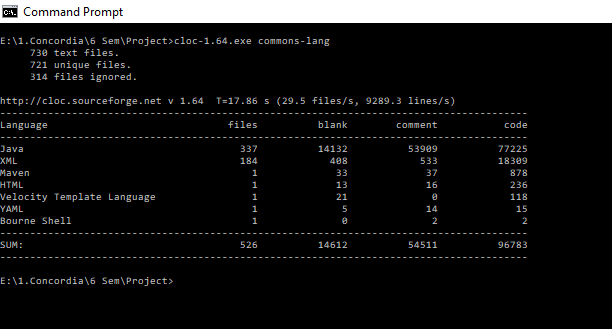 Command Prompt
E:\1.Concordia\6 Sem\Project>cloc-1.64.exe commons-lang
730 text files.
721 unique files.
314 files ignored.
http://cloc.sourceforge.net v 1.64  T=17.86 s (29.5 files/s, 9289.3 lines/s)
-------------------------------------------------------------------------------
Language                     files          blank        comment           code
-------------------------------------------------------------------------------
Java                           337          14132          53909          77225
XML                            184            408            533          18309
Maven                            1             33             37            878
HTML                             1             13             16            236
Velocity Template Language       1             21              0            118
YAML                             1              5             14             15
Bourne Shell                     1              0              2              2
-------------------------------------------------------------------------------
SUM:                           526          14612          54511          96783
-------------------------------------------------------------------------------
E:\1.Concordia\6 Sem\Project>